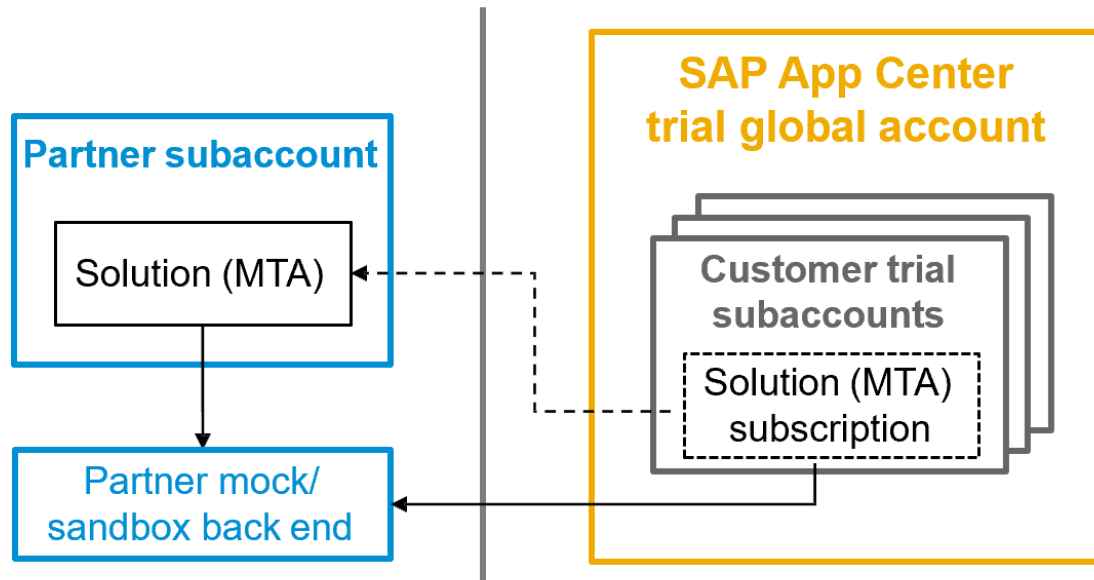 Partner subaccount
Solution (MTA)
Partner mock/
sandbox back end
SAP App Center
trial global account
Customer trial
subaccounts
Solution (MTA)
subscription